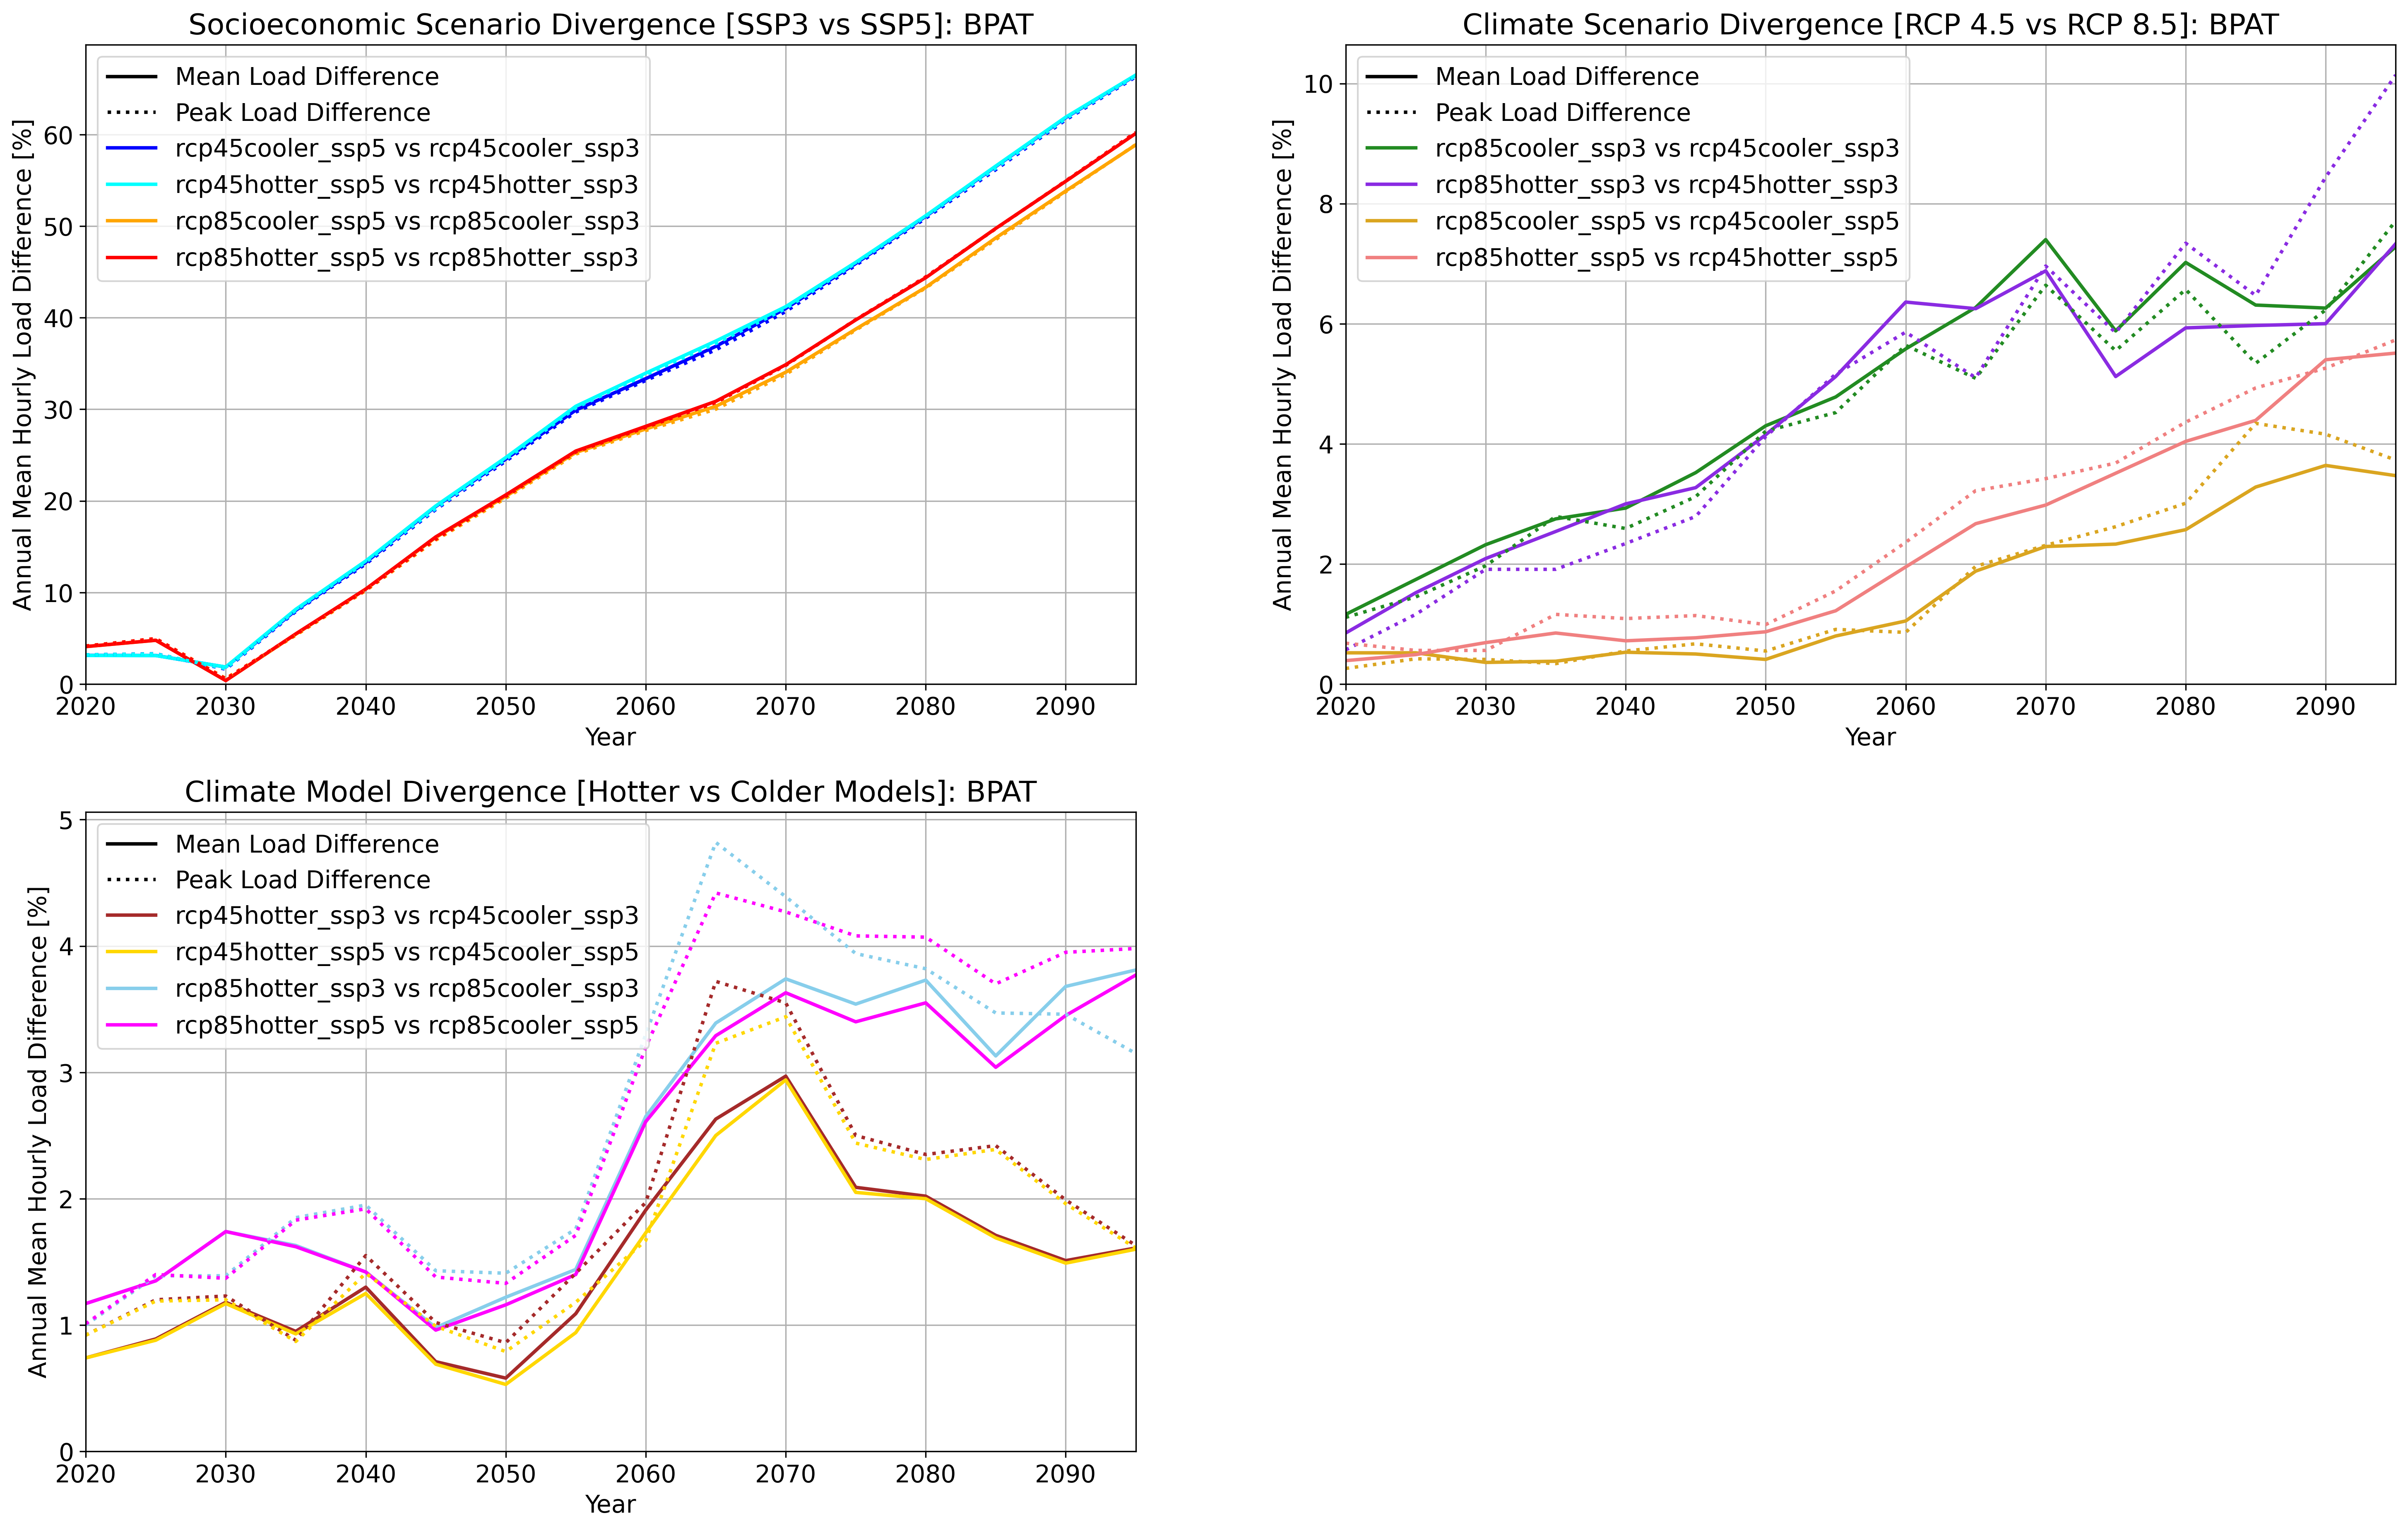 Socioeconomic Scenario Divergence [SSP3 vs SSP5]: BPAT
Annual Mean Hourly Load Difference [%]
60
50
40
30
20
10
0
Mean Load Difference
Peak Load Difference
rcp45cooler_ssp5 vs rcp45cooler_ssp3
rcp45hotter_ssp5 vs rcp45hotter_ssp3
rcp85cooler_ssp5 vs rcp85cooler_ssp3
rcp85hotter_ssp5 vs rcp85hotter_ssp3
2020 2030 2040 2050 2060 2070 2080 2090
Year
Climate Scenario Divergence [RCP 4.5 vs RCP 8.5]: BPAT
Annual Mean Hourly Load Difference [%]
10
8
6
4
2
0
Mean Load Difference
Peak Load Difference
rcp85cooler_ssp3 vs rcp45cooler_ssp3
rcp85hotter_ssp3 vs rcp45hotter_ssp3
rcp85cooler_ssp5 vs rcp45cooler_ssp5
rcp85hotter_ssp5 vs rcp45hotter_ssp5
2020 2030 2040 2050 2060 2070 2080 2090
Year
Climate Model Divergence [Hotter vs Colder Models]: BPAT
Annual Mean Hourly Load Difference [%]
5
4
3
2
1
0
Mean Load Difference
Peak Load Difference
rcp45hotter_ssp3 vs rcp45cooler_ssp3
rcp45hotter_ssp5 vs rcp45cooler_ssp5
rcp85hotter_ssp3 vs rcp85cooler_ssp3
rcp85hotter_ssp5 vs rcp85cooler_ssp5
2020 2030 2040 2050 2060 2070 2080 2090
Year